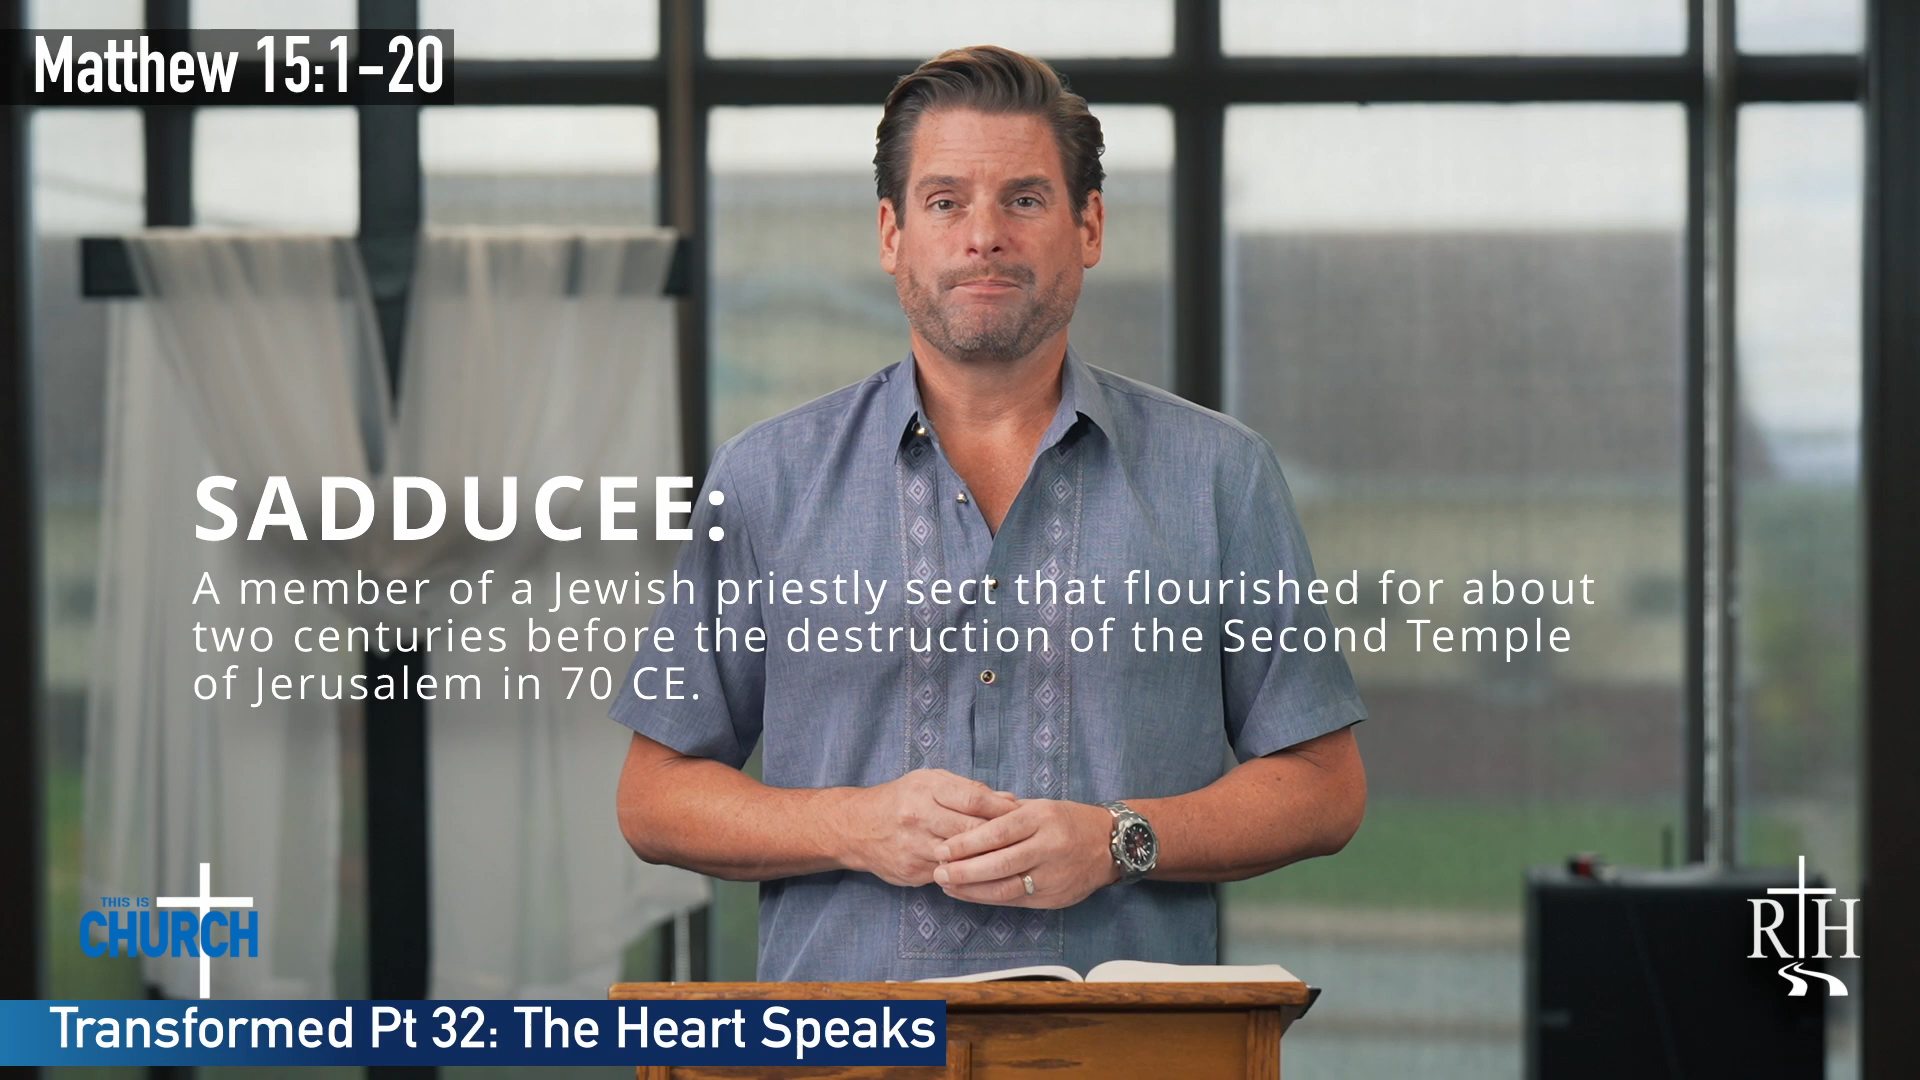 Matthew 15:1-20
SADDUCEE:
A member of a Jewish priestly sect that flourished for about
two centuries before the destruction of the Second Temple
of Jerusalem in 70 CE.
THIS IS
CHURCH
RH
Transformed Pt 32: The Heart Speaks